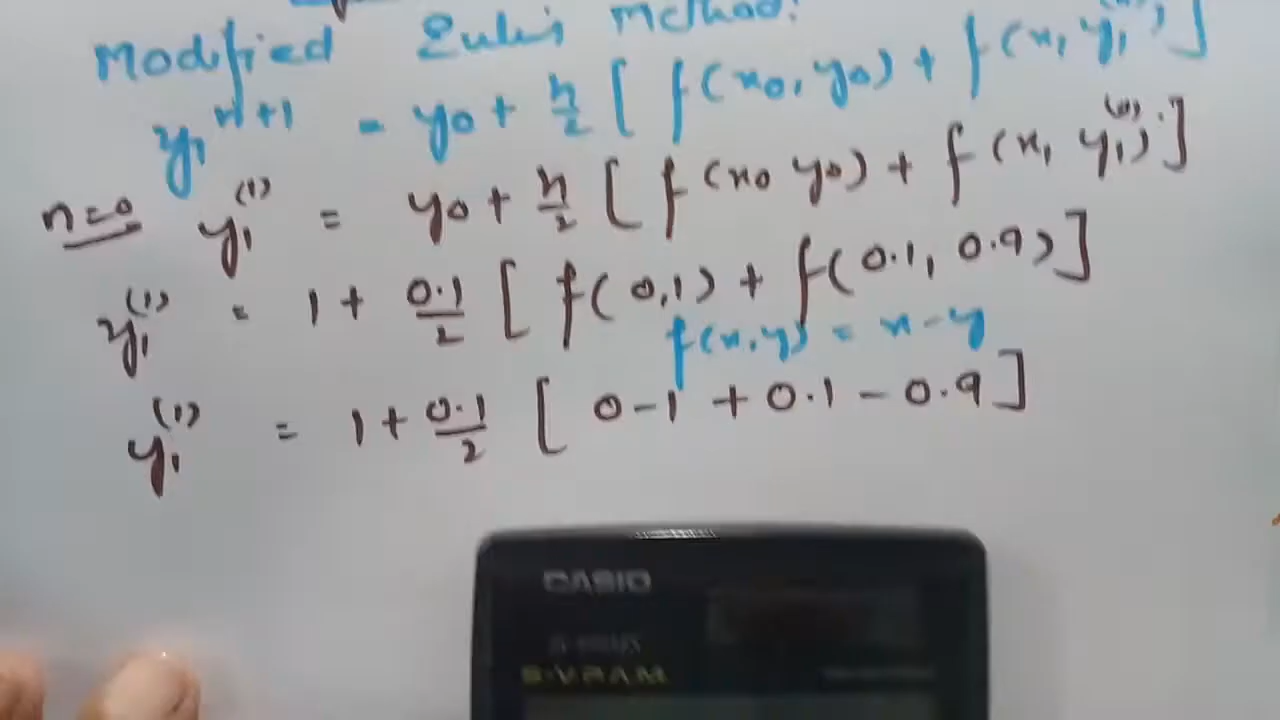 Modified Euler's Method:
y₁ⁿ⁺¹ = y₀ + h/2 [ f(x₀, y₀) + f(x₁, y₁⁽ⁿ⁾) ]
n=0 y₁⁽¹⁾ = y₀ + h/2 [ f(x₀ y₀) + f(x₁ y₁⁽⁰⁾) ]
y₁⁽¹⁾ = 1 + 0.1/2 [ f(0,1) + f(0.1, 0.9) ]
f(x,y) = x-y
y₁⁽¹⁾ = 1 + 0.1/2 [ 0-1 + 0.1 - 0.9 ]
CASIO
S-V.P.A.M.